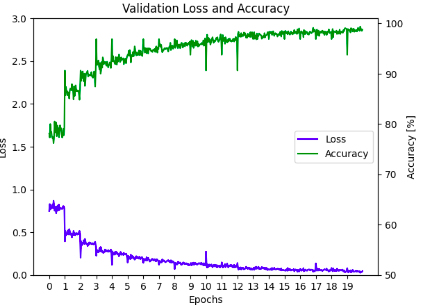 Validation Loss and Accuracy
3.0
2.5
2.0
1.5
1.0
0.5
0.0
Loss
100
90
80
70
60
50
Accuracy [%]
Loss
Accuracy
0 1 2 3 4 5 6 7 8 9 10 11 12 13 14 15 16 17 18 19
Epochs